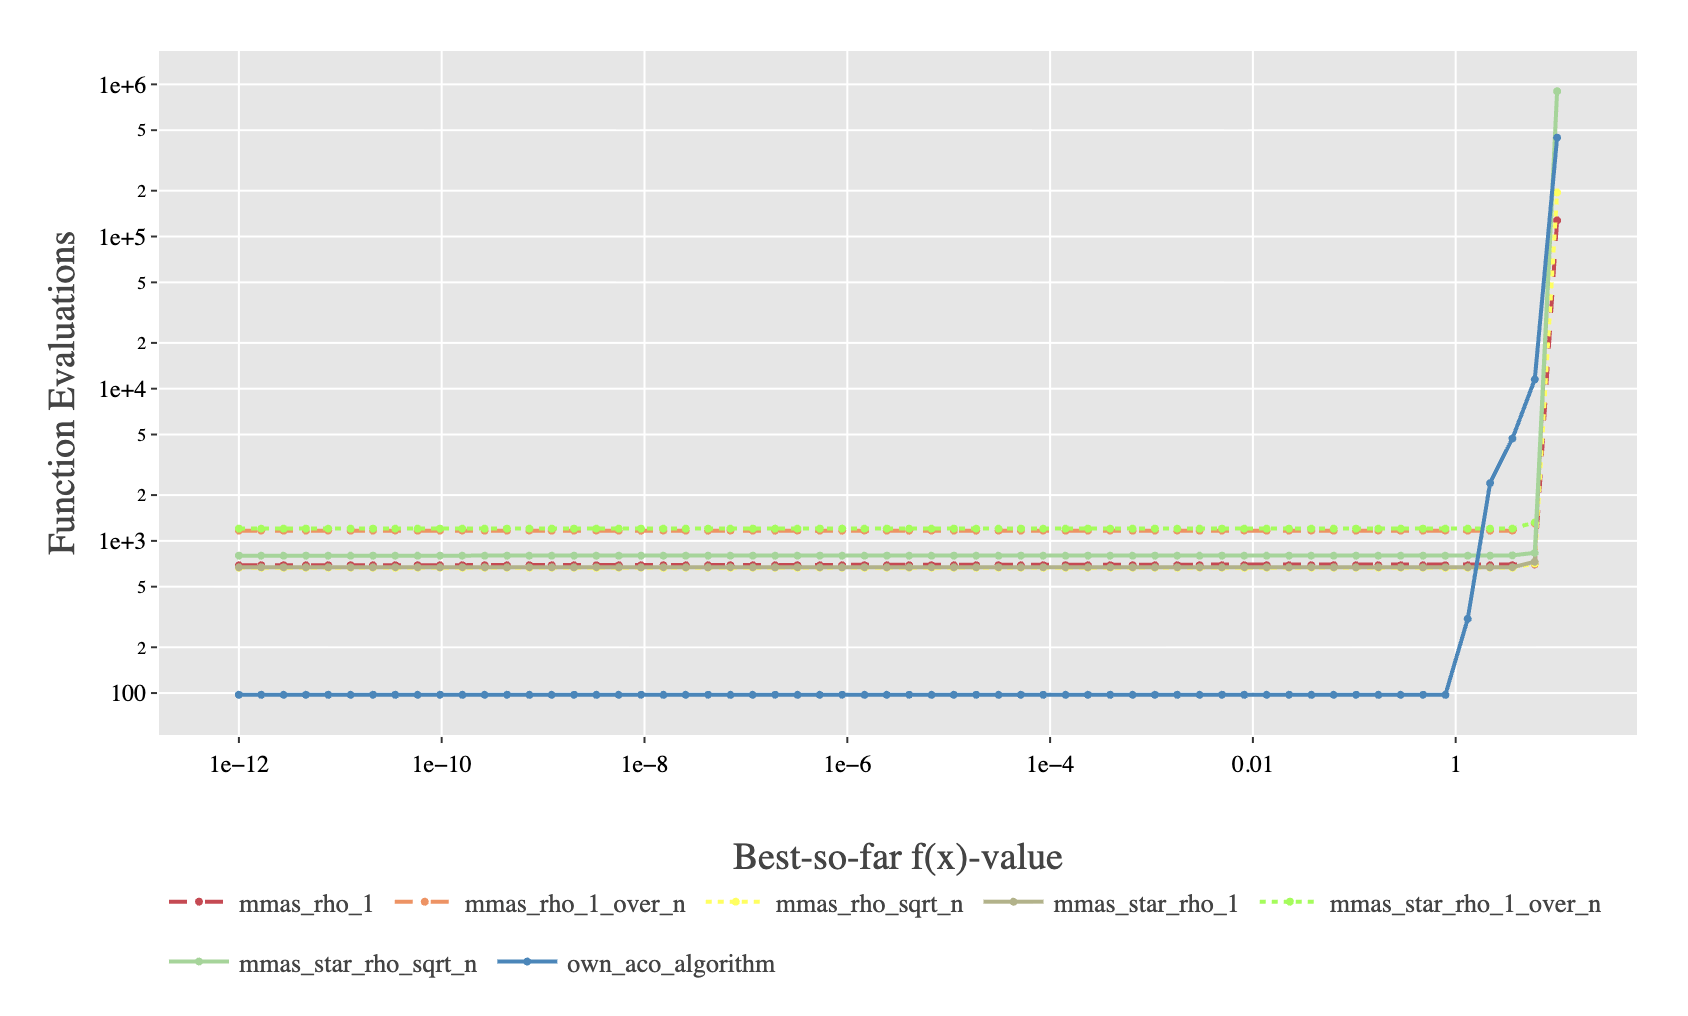 Function Evaluations
1e+6
5
2
1e+5
5
2
1e+4
5
2
1e+3
5
2
100
1e−12 1e−10 1e−8 1e−6 1e−4 0.01 1
Best-so-far f(x)-value
mmas_rho_1 mmas_rho_1_over_n mmas_rho_sqrt_n mmas_star_rho_1 mmas_star_rho_1_over_n
mmas_star_rho_sqrt_n own_aco_algorithm